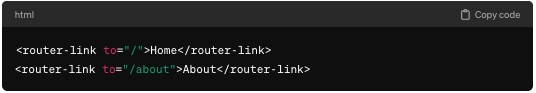 html
Copy code
<router-link to="/">Home</router-link>
<router-link to="/about">About</router-link>